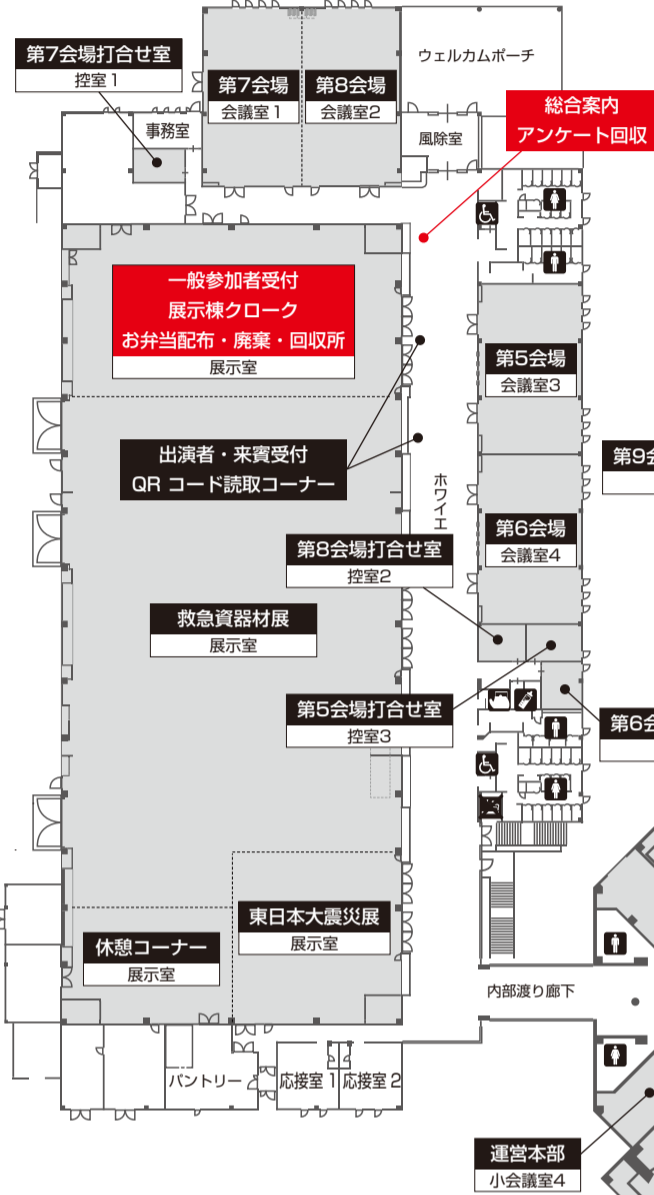 ウェルカムポーチ
第7会場打合せ室
控室1
第7会場
会議室1
第8会場
会議室2
総合案内
アンケート回収
事務室
風除室
一般参加者受付
展示棟クローク
お弁当配布・廃棄・回収所
展示室
第5会場
会議室3
出演者・来賓受付
QR コード読取コーナー
第9会
ホワイエ
第6会場
会議室4
第8会場打合せ室
控室2
救急資器材展
展示室
第5会場打合せ室
控室3
第6会
東日本大震災展
展示室
休憩コーナー
展示室
内部渡り廊下
パントリー
応接室1
応接室2
運営本部
小会議室4